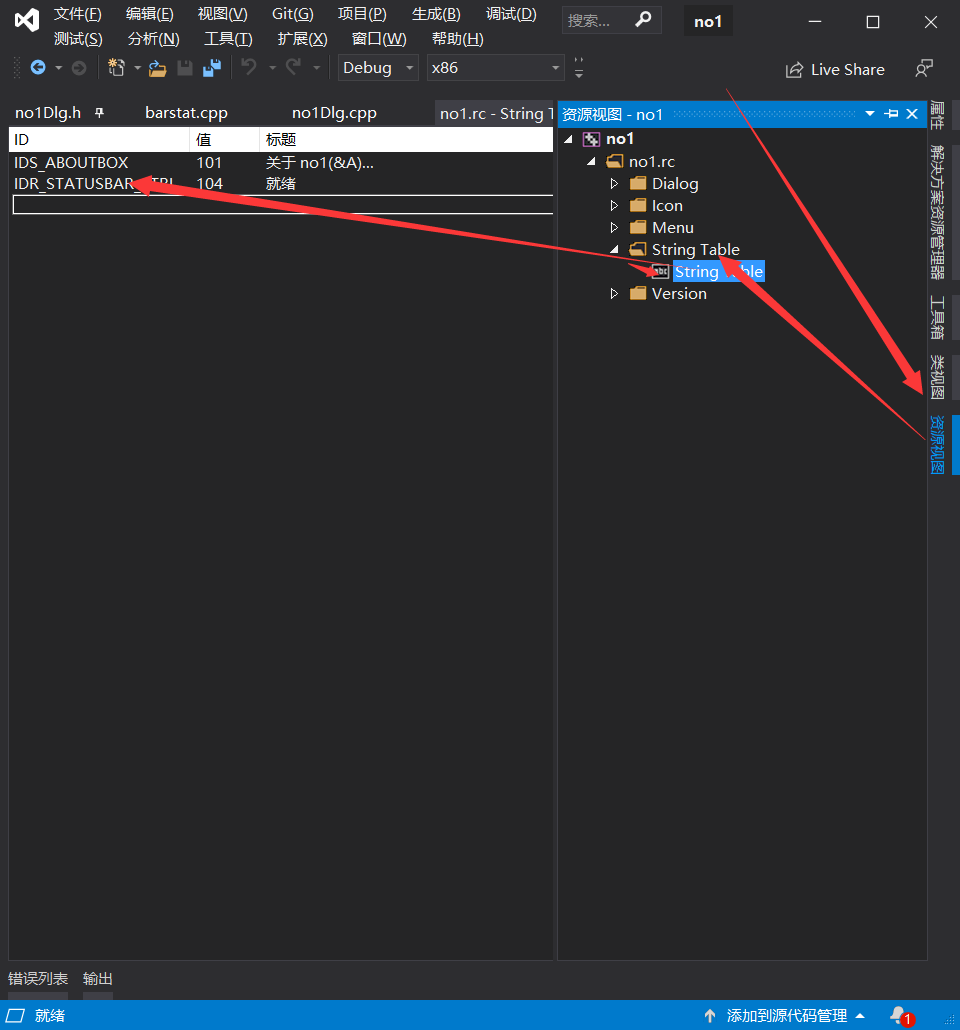 文件(F) 编辑(E) 视图(V) Git(G) 项目(P) 生成(B) 调试(D) 搜索... no1
测试(S) 分析(N) 工具(T) 扩展(X) 窗口(W) 帮助(H)
Debug x86 Live Share
no1Dlg.h barstat.cpp no1Dlg.cpp no1.rc - String T
资源视图 - no1
ID 值 标题
IDS_ABOUTBOX 101 关于 no1(&A)...
IDR_STATUSBAR 104 就绪
no1
no1.rc
Dialog
Icon
Menu
String Table
abc String
Version
属性
解决方案资源管理器
工具箱
类视图
资源视图
错误列表 输出
就绪 添加到源代码管理 1